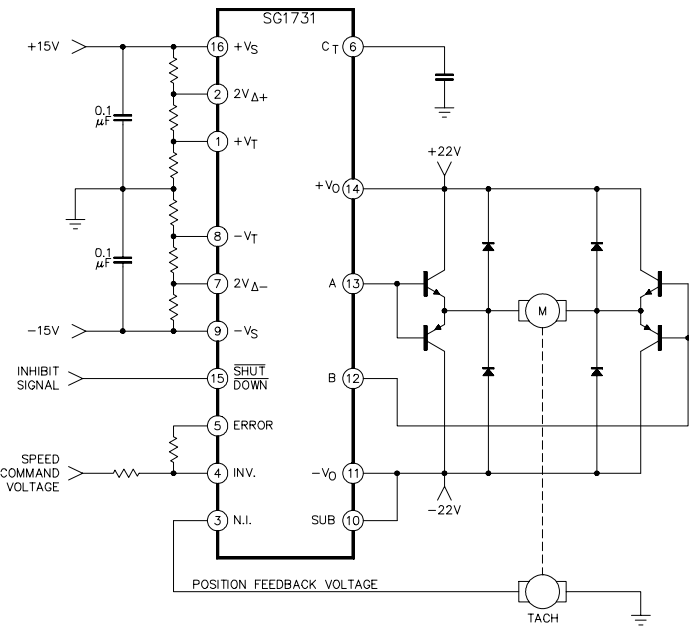 SG1731
+15V
16
+VS
CT
6
2
2VΔ+
0.1
μF
1
+VT
+22V
+VO
14
8
-VT
0.1
μF
7
2VΔ-
A
13
M
-15V
9
-VS
INHIBIT
SIGNAL
15
SHUT
DOWN
B
12
5
ERROR
SPEED
COMMAND
VOLTAGE
4
INV.
-VO
11
-22V
3
N.I.
SUB
10
POSITION FEEDBACK VOLTAGE
TACH